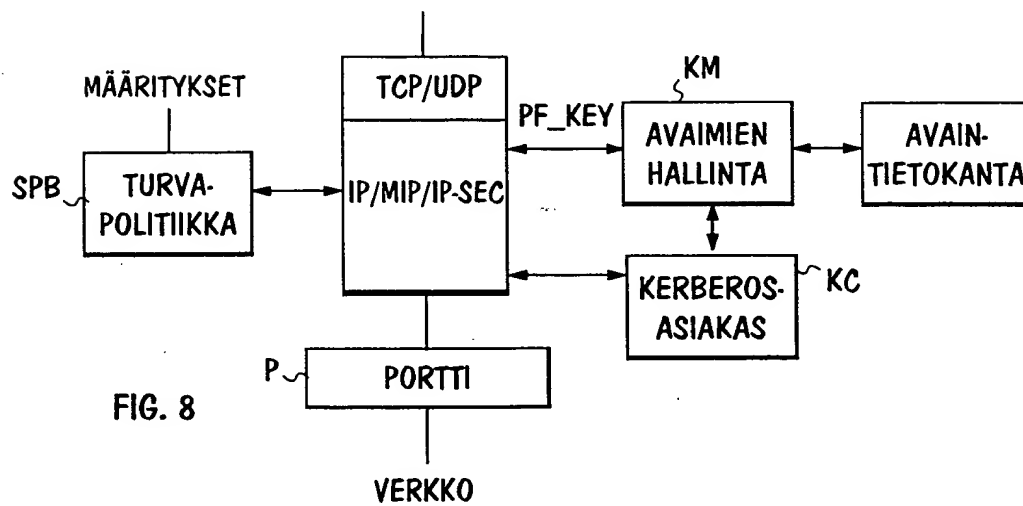 MÄÄRITYKSET
SPB
TURVA-
POLITIIKKA
TCP/UDP
IP/MIP/IP-SEC
PF_KEY
KM
AVAIMIEN
HALLINTA
AVAIN-
TIETOKANTA
KERBEROS-
ASIAKAS
KC
P
PORTTI
FIG. 8
VERKKO